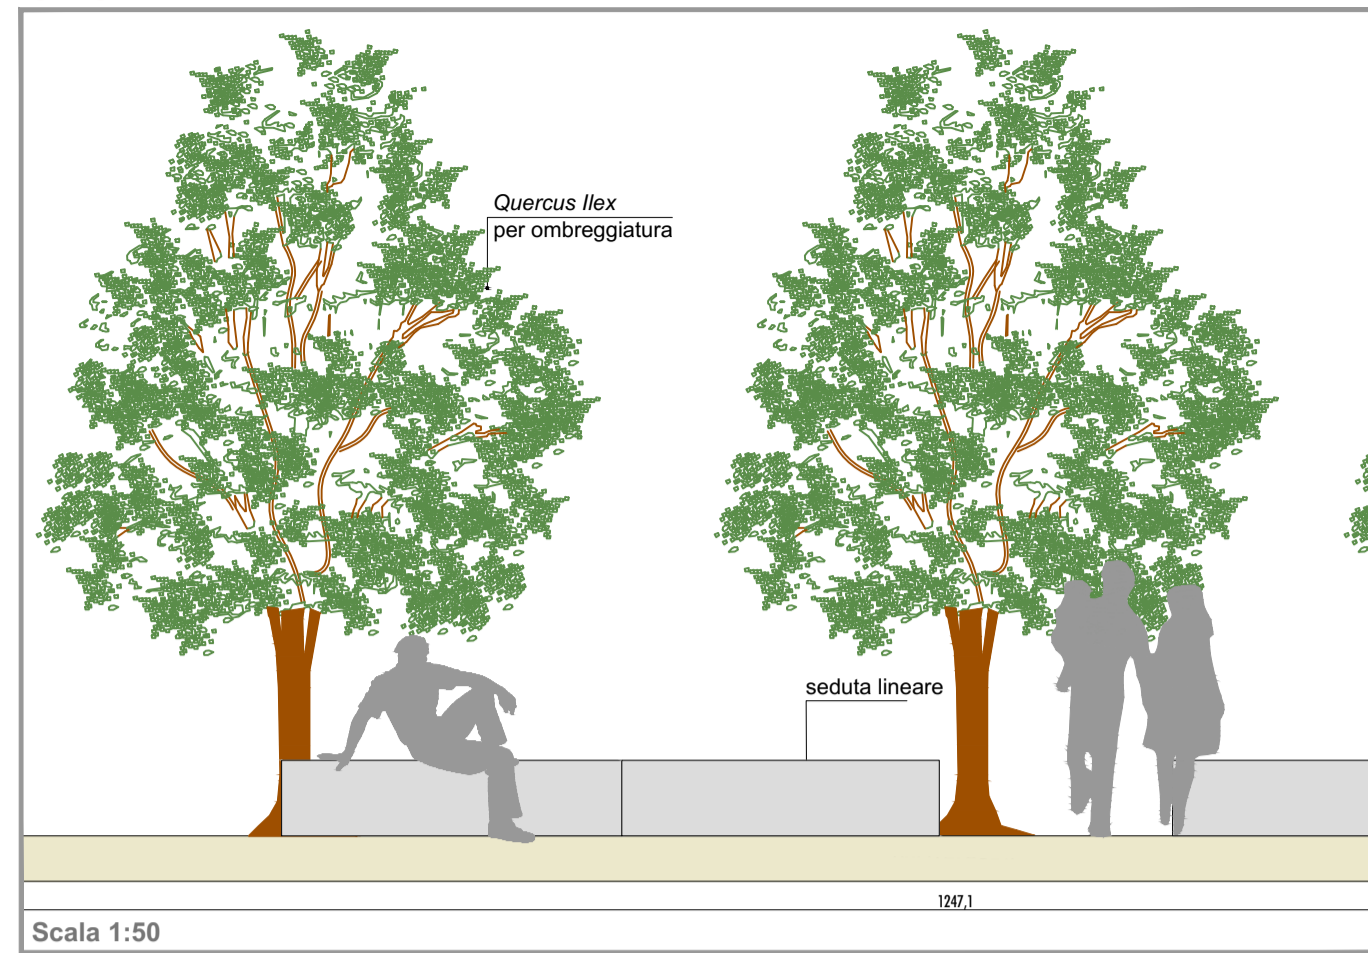 Quercus Ilex
per ombreggiatura
seduta lineare
1247,1
Scala 1:50